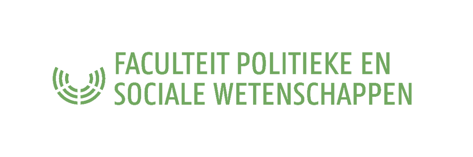 FACULTEIT POLITIEKE EN
SOCIALE WETENSCHAPPEN